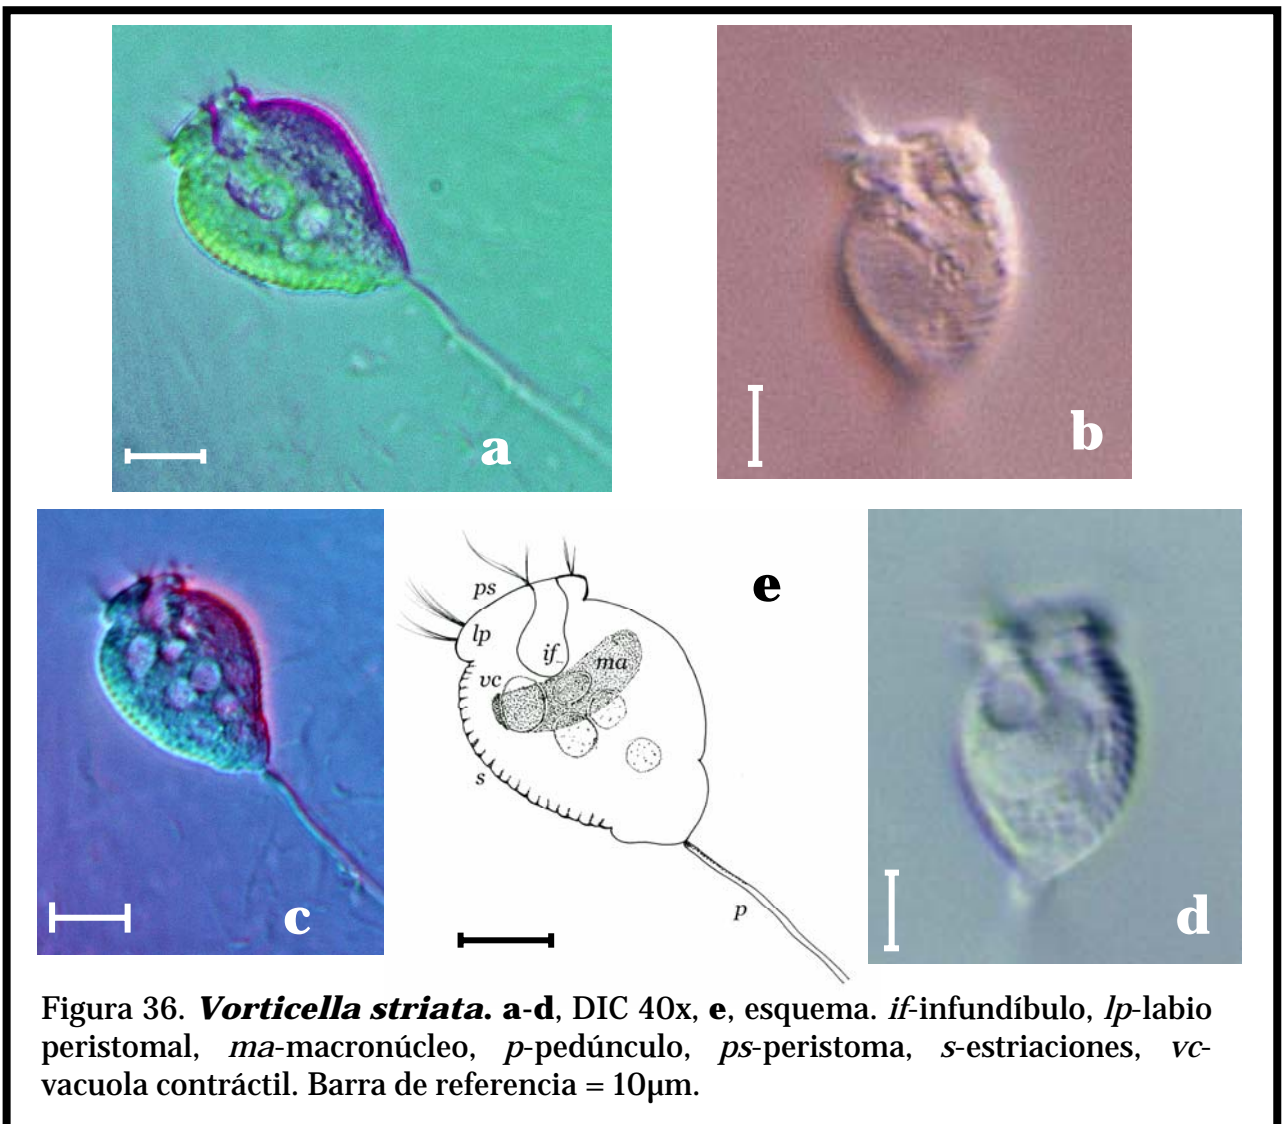 a
b
c
e
ps
lp
if
ma
vc
s
p
d
Figura 36. Vorticella striata. a-d, DIC 40x, e, esquema. if-infundíbulo, lp-labio
peristomal, ma-macronúcleo, p-pedúnculo, ps-peristoma, s-estriaciones, vc-
vacuola contráctil. Barra de referencia = 10µm.